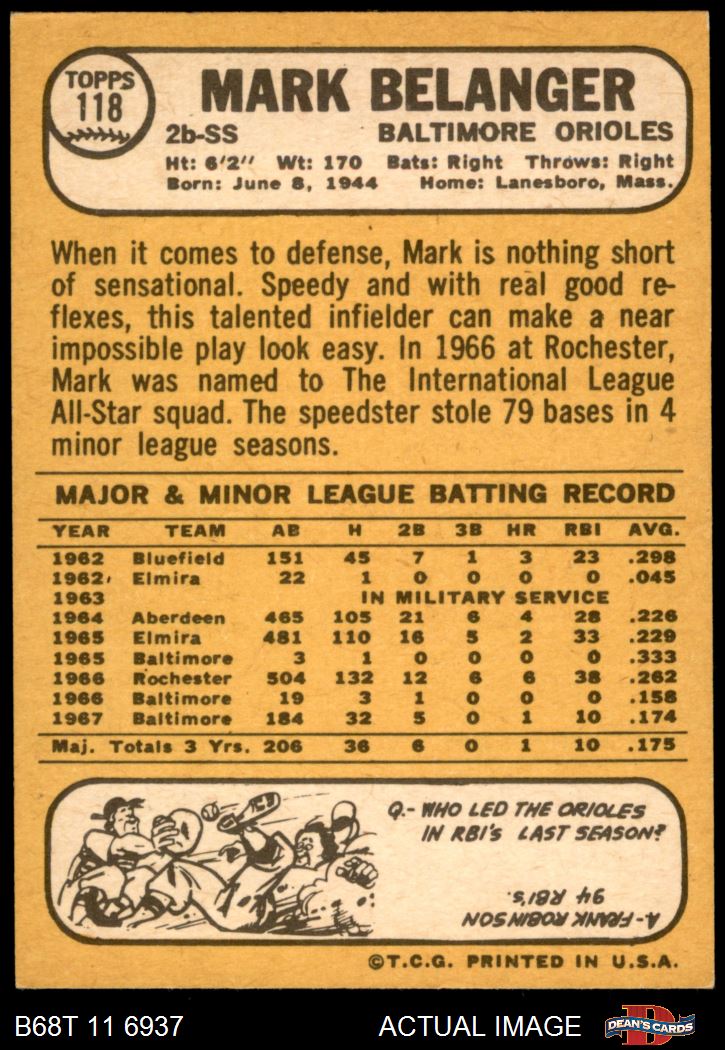 TOPPS
118
MARK BELANGER
2b-SS BALTIMORE ORIOLES
Ht: 6'2'' Wt: 170 Bats: Right Throws: Right
Born: June 8, 1944 Home: Lanesboro, Mass.
When it comes to defense, Mark is nothing short
of sensational. Speedy and with real good re-
flexes, this talented infielder can make a near
impossible play look easy. In 1966 at Rochester,
Mark was named to The International League
All-Star squad. The speedster stole 79 bases in 4
minor league seasons.
MAJOR & MINOR LEAGUE BATTING RECORD
YEAR TEAM AB H 2B 3B HR RBI AVG.
1962 Bluefield 151 45 7 1 3 23 .298
1962 Elmira 22 1 0 0 0 0 .045
1963 IN MILITARY SERVICE
1964 Aberdeen 465 105 21 6 4 28 .226
1965 Elmira 481 110 16 5 2 33 .229
1965 Baltimore 3 1 0 0 0 0 .333
1966 Rochester 504 132 12 6 6 38 .262
1966 Baltimore 19 3 1 0 0 0 .158
1967 Baltimore 184 32 5 0 1 10 .174
Maj. Totals 3 Yrs. 206 36 6 0 1 10 .175
Q.- WHO LED THE ORIOLES
IN RBI'S LAST SEASON?
A- FRANK ROBINSON
94 RBI'S.
©T.C.G. PRINTED IN U.S.A.
B68T 11 6937 ACTUAL IMAGE DEAN'S CARDS